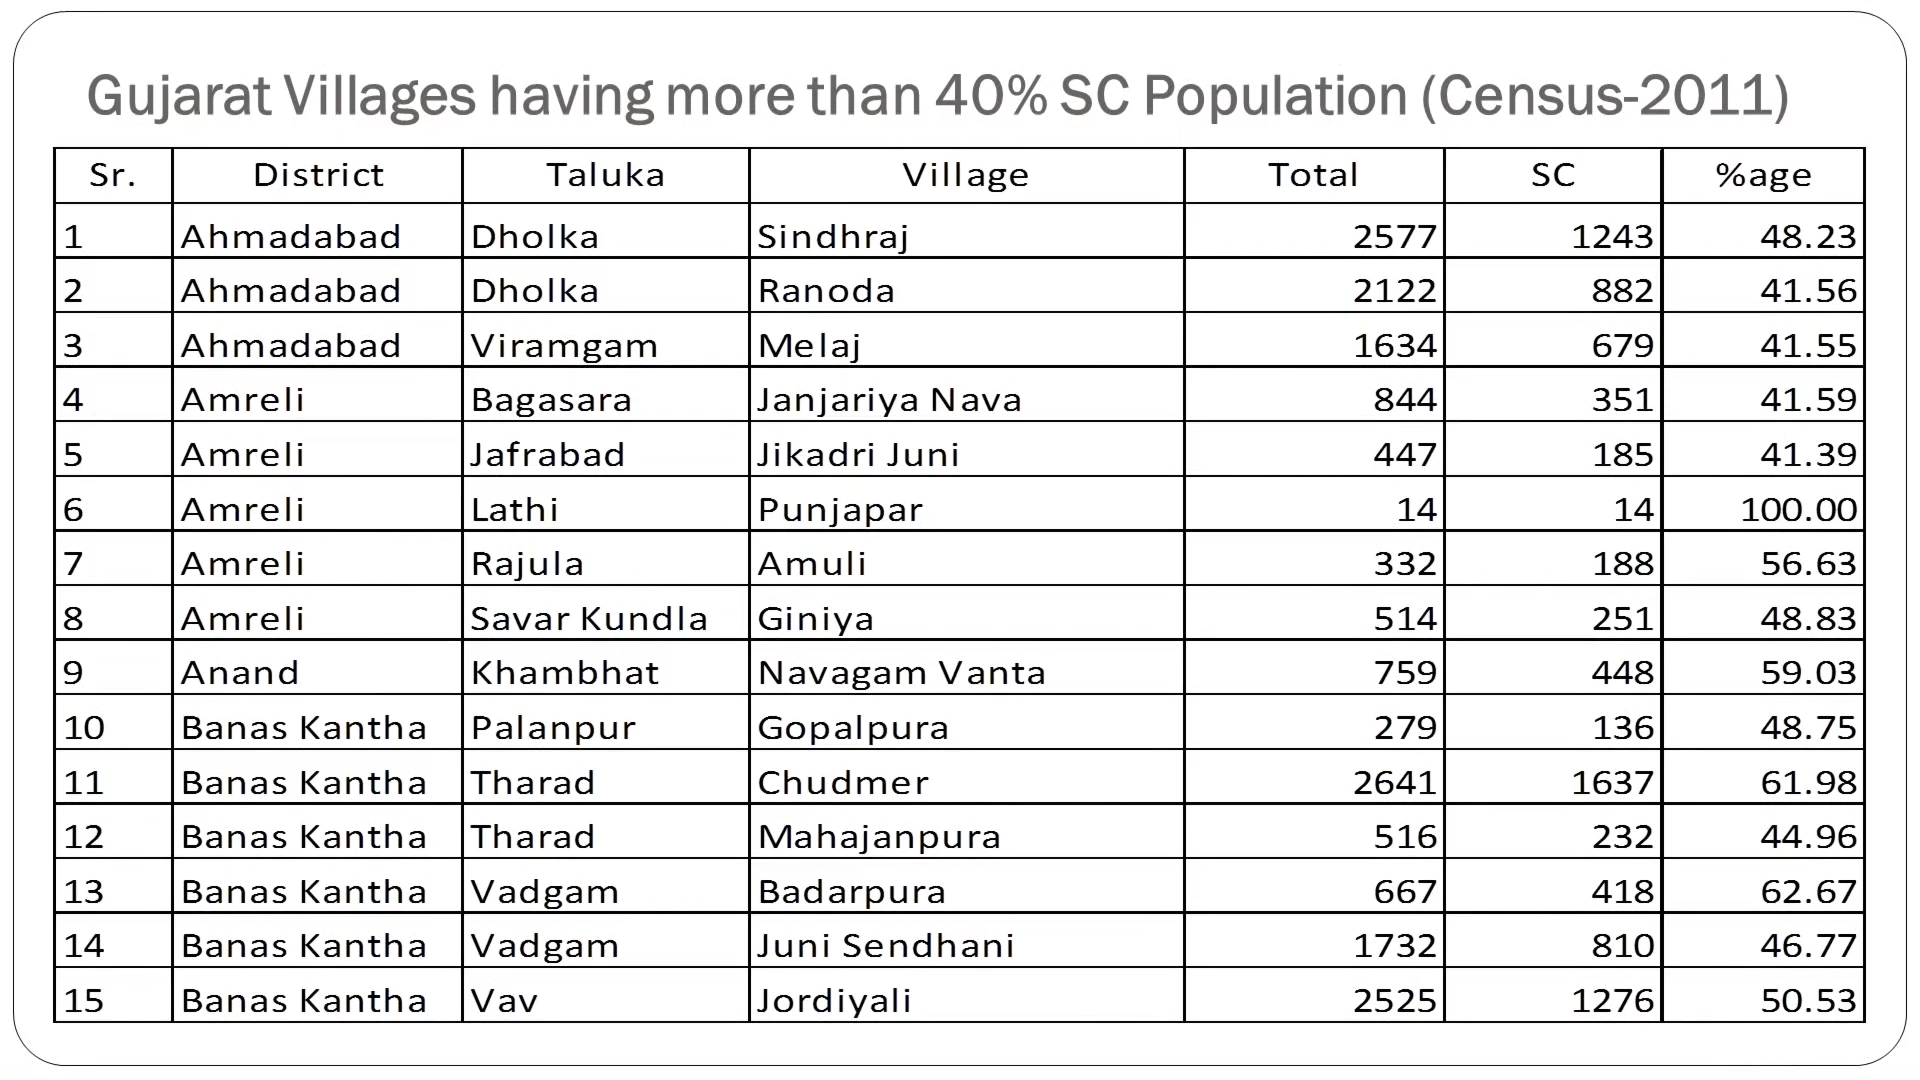 Gujarat Villages having more than 40% SC Population (Census-2011)
Sr. District Taluka Village Total SC %age
1 Ahmadabad Dholka Sindhraj 2577 1243 48.23
2 Ahmadabad Dholka Ranoda 2122 882 41.56
3 Ahmadabad Viramgam Melaj 1634 679 41.55
4 Amreli Bagasara Janjariya Nava 844 351 41.59
5 Amreli Jafrabad Jikadri Juni 447 185 41.39
6 Amreli Lathi Punjapar 14 14 100.00
7 Amreli Rajula Amuli 332 188 56.63
8 Amreli Savar Kundla Giniya 514 251 48.83
9 Anand Khambhat Navagam Vanta 759 448 59.03
10 Banas Kantha Palanpur Gopalpura 279 136 48.75
11 Banas Kantha Tharad Chudmer 2641 1637 61.98
12 Banas Kantha Tharad Mahajanpura 516 232 44.96
13 Banas Kantha Vadgam Badarpura 667 418 62.67
14 Banas Kantha Vadgam Juni Sendhani 1732 810 46.77
15 Banas Kantha Vav Jordiyali 2525 1276 50.53